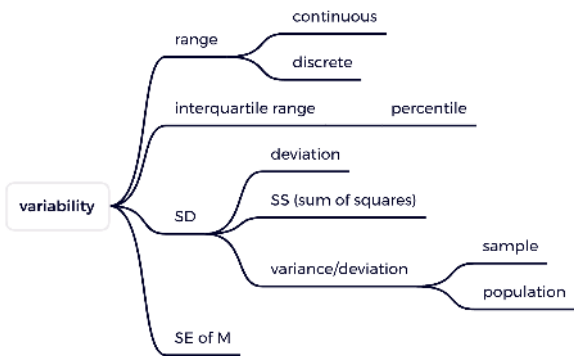 variability
range
continuous
discrete
interquartile range
percentile
SD
deviation
SS (sum of squares)
variance/deviation
sample
population
SE of M